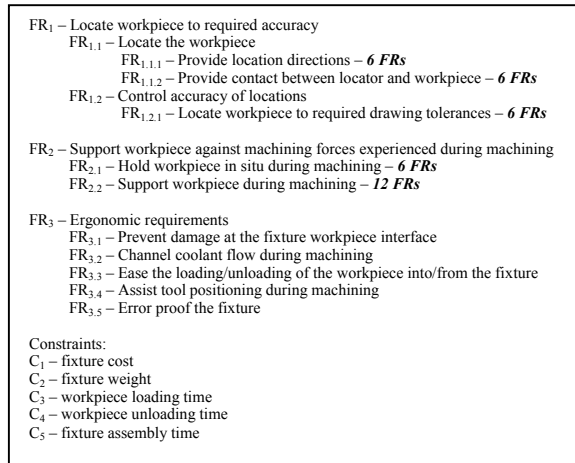 FR₁ – Locate workpiece to required accuracy
FR₁.₁ – Locate the workpiece
FR₁.₁.₁ – Provide location directions – 6 FRs
FR₁.₁.₂ – Provide contact between locator and workpiece – 6 FRs
FR₁.₂ – Control accuracy of locations
FR₁.₂.₁ – Locate workpiece to required drawing tolerances – 6 FRs
FR₂ – Support workpiece against machining forces experienced during machining
FR₂.₁ – Hold workpiece in situ during machining – 6 FRs
FR₂.₂ – Support workpiece during machining – 12 FRs
FR₃ – Ergonomic requirements
FR₃.₁ – Prevent damage at the fixture workpiece interface
FR₃.₂ – Channel coolant flow during machining
FR₃.₃ – Ease the loading/unloading of the workpiece into/from the fixture
FR₃.₄ – Assist tool positioning during machining
FR₃.₅ – Error proof the fixture
Constraints:
C₁ – fixture cost
C₂ – fixture weight
C₃ – workpiece loading time
C₄ – workpiece unloading time
C₅ – fixture assembly time